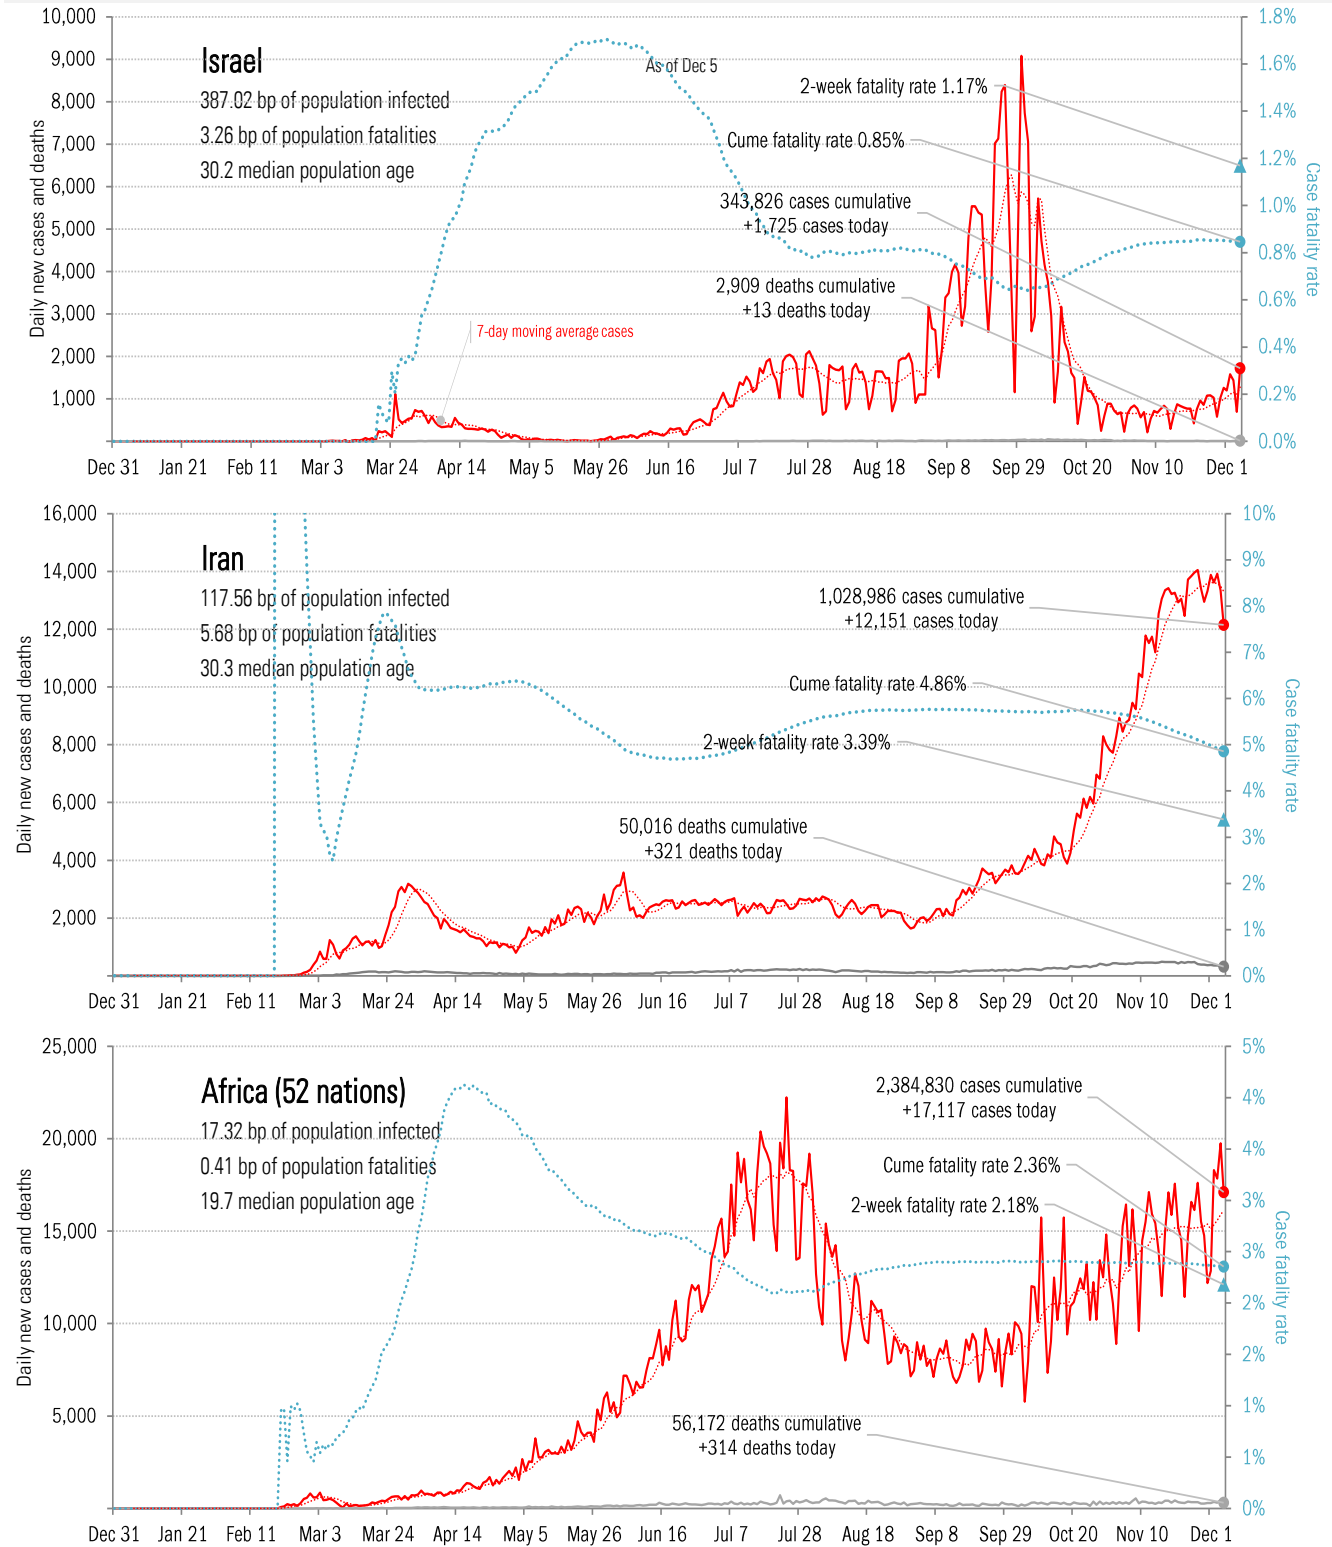 Israel
387.02 bp of population infected
3.26 bp of population fatalities
30.2 median population age
As of Dec 5
2-week fatality rate 1.17%
Cume fatality rate 0.85%
343,826 cases cumulative
+1,725 cases today
2,909 deaths cumulative
+13 deaths today
7-day moving average cases
Daily new cases and deaths
10,000
9,000
8,000
7,000
6,000
5,000
4,000
3,000
2,000
1,000
Case fatality rate
1.8%
1.6%
1.4%
1.2%
1.0%
0.8%
0.6%
0.4%
0.2%
0.0%
Dec 31 Jan 21 Feb 11 Mar 3 Mar 24 Apr 14 May 5 May 26 Jun 16 Jul 7 Jul 28 Aug 18 Sep 8 Sep 29 Oct 20 Nov 10 Dec 1
Iran
117.56 bp of population infected
5.68 bp of population fatalities
30.3 median population age
1,028,986 cases cumulative
+12,151 cases today
Cume fatality rate 4.86%
2-week fatality rate 3.39%
50,016 deaths cumulative
+321 deaths today
Daily new cases and deaths
16,000
14,000
12,000
10,000
8,000
6,000
4,000
2,000
Case fatality rate
10%
9%
8%
7%
6%
5%
4%
3%
2%
1%
0%
Dec 31 Jan 21 Feb 11 Mar 3 Mar 24 Apr 14 May 5 May 26 Jun 16 Jul 7 Jul 28 Aug 18 Sep 8 Sep 29 Oct 20 Nov 10 Dec 1
Africa (52 nations)
17.32 bp of population infected
0.41 bp of population fatalities
19.7 median population age
2,384,830 cases cumulative
+17,117 cases today
Cume fatality rate 2.36%
2-week fatality rate 2.18%
56,172 deaths cumulative
+314 deaths today
Daily new cases and deaths
25,000
20,000
15,000
10,000
5,000
Case fatality rate
5%
4%
4%
3%
3%
2%
2%
1%
1%
0%
Dec 31 Jan 21 Feb 11 Mar 3 Mar 24 Apr 14 May 5 May 26 Jun 16 Jul 7 Jul 28 Aug 18 Sep 8 Sep 29 Oct 20 Nov 10 Dec 1